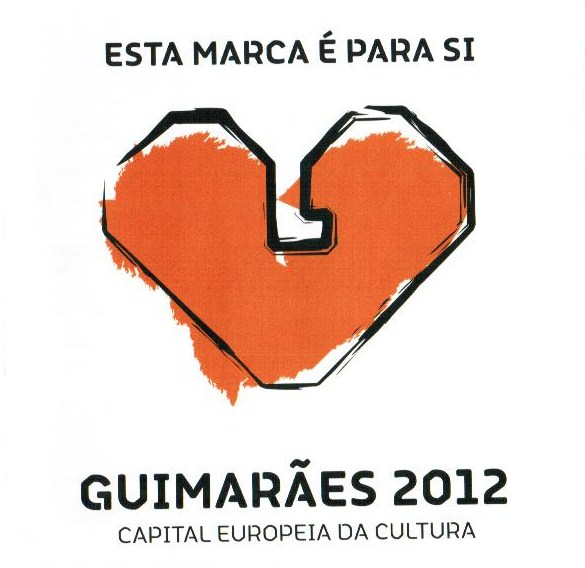 ESTA MARCA É PARA SI
GUIMARÃES 2012
CAPITAL EUROPEIA DA CULTURA